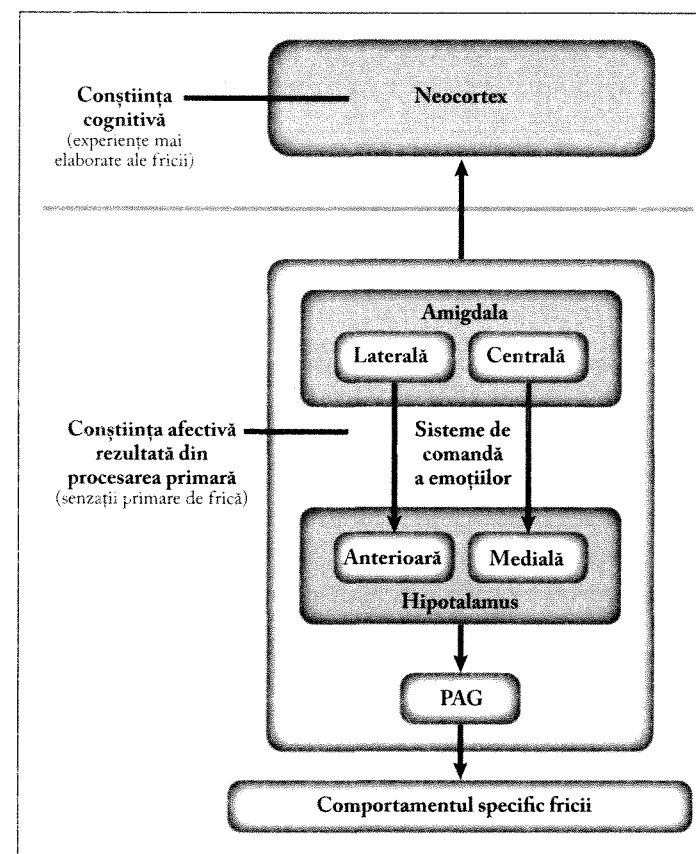 Neocortex
Conștiința
cognitivă
(experiențe mai
elaborate ale fricii)
Amigdala
Laterală
Centrală
Conștiința afectivă
rezultată din
procesarea primară
(senzații primare de frică)
Sisteme de
comandă
a emoțiilor
Anterioară
Medială
Hipotalamus
PAG
Comportamentul specific fricii